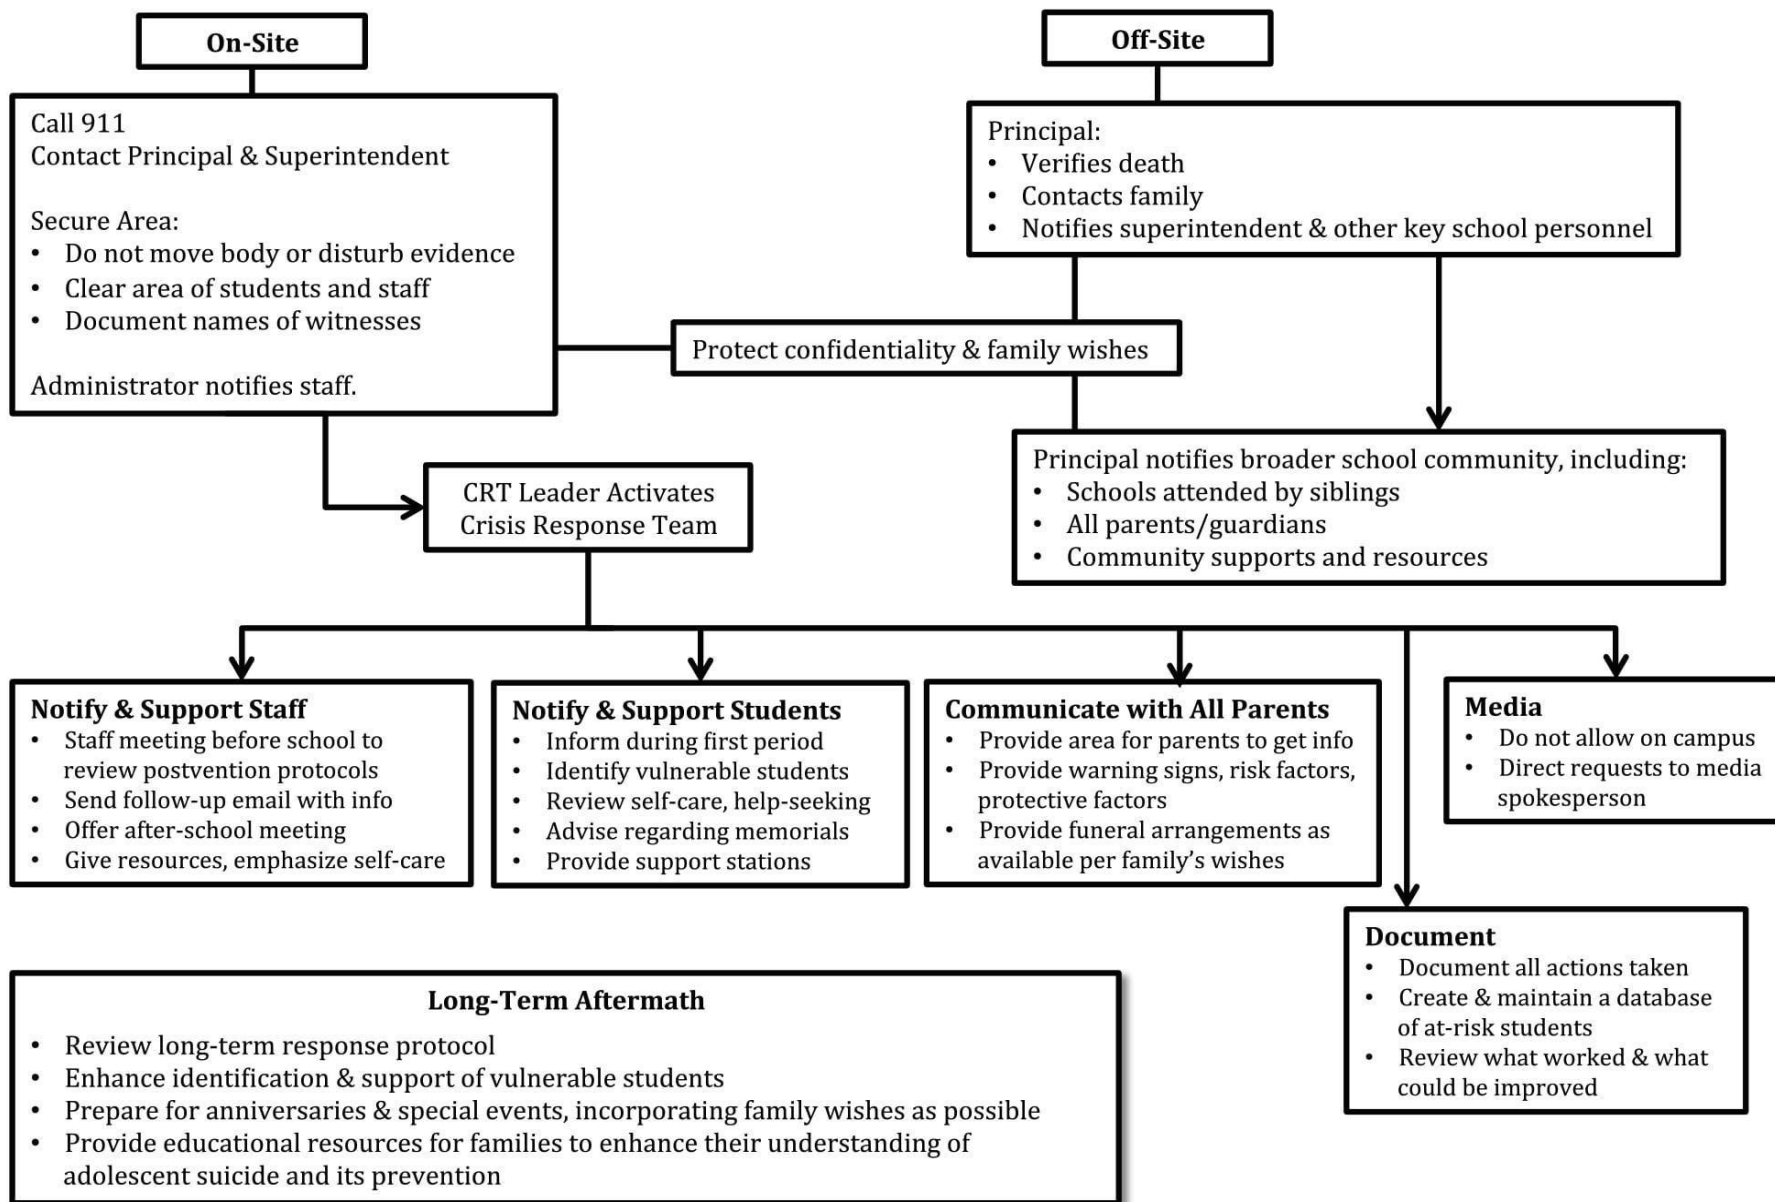 On-Site
Call 911
Contact Principal & Superintendent
Secure Area:
• Do not move body or disturb evidence
• Clear area of students and staff
• Document names of witnesses
Administrator notifies staff.
Off-Site
Principal:
• Verifies death
• Contacts family
• Notifies superintendent & other key school personnel
Protect confidentiality & family wishes
Principal notifies broader school community, including:
• Schools attended by siblings
• All parents/guardians
• Community supports and resources
CRT Leader Activates
Crisis Response Team
Notify & Support Staff
• Staff meeting before school to
review postvention protocols
• Send follow-up email with info
• Offer after-school meeting
• Give resources, emphasize self-care
Notify & Support Students
• Inform during first period
• Identify vulnerable students
• Review self-care, help-seeking
• Advise regarding memorials
• Provide support stations
Communicate with All Parents
• Provide area for parents to get info
• Provide warning signs, risk factors,
protective factors
• Provide funeral arrangements as
available per family’s wishes
Media
• Do not allow on campus
• Direct requests to media
spokesperson
Document
• Document all actions taken
• Create & maintain a database
of at-risk students
• Review what worked & what
could be improved
Long-Term Aftermath
• Review long-term response protocol
• Enhance identification & support of vulnerable students
• Prepare for anniversaries & special events, incorporating family wishes as possible
• Provide educational resources for families to enhance their understanding of
adolescent suicide and its prevention